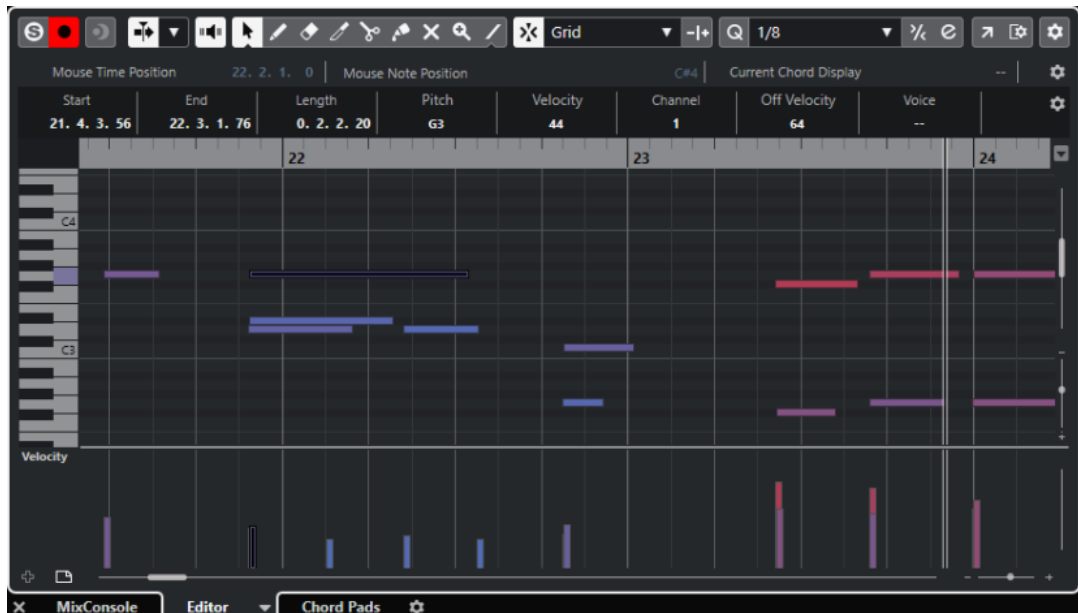 S Grid Q 1/8
Mouse Time Position 22. 2. 1. 0 Mouse Note Position C#4 Current Chord Display --
Start End Length Pitch Velocity Channel Off Velocity Voice
21. 4. 3. 56 22. 3. 1. 76 0. 2. 2. 20 G3 44 1 64 --
22 23 24
C4
C3
Velocity
MixConsole Editor Chord Pads